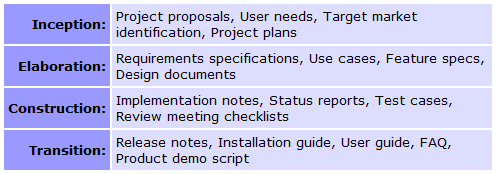 Inception: Project proposals, User needs, Target market
identification, Project plans
Elaboration: Requirements specifications, Use cases, Feature specs,
Design documents
Construction: Implementation notes, Status reports, Test cases,
Review meeting checklists
Transition: Release notes, Installation guide, User guide, FAQ,
Product demo script